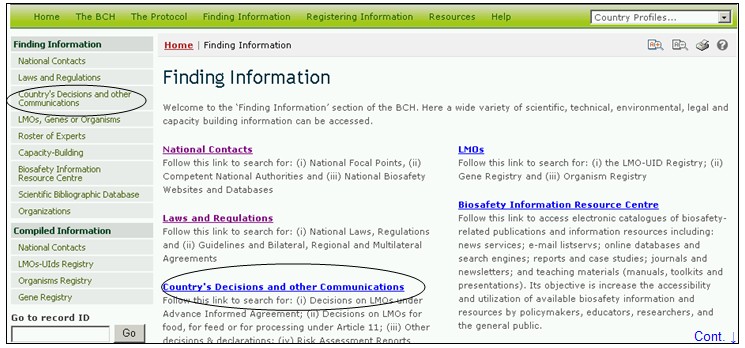 Home The BCH The Protocol Finding Information Registering Information Resources Help Country Profiles...
Finding Information
National Contacts
Laws and Regulations
Country's Decisions and other
Communications
LMOs, Genes or Organisms
Roster of Experts
Capacity-Building
Biosafety Information
Resource Centre
Scientific Bibliographic Database
Organizations
Compiled Information
National Contacts
LMOs-UIds Registry
Organisms Registry
Gene Registry
Go to record ID
Go
Home | Finding Information
Finding Information
Welcome to the 'Finding Information' section of the BCH. Here a wide variety of scientific, technical, environmental, legal and
capacity building information can be accessed.
National Contacts
Follow this link to search for: (i) National Focal Points, (ii)
Competent National Authorities and (iii) National Biosafety
Websites and Databases
Laws and Regulations
Follow this link to search for: (i) National Laws, Regulations
and (ii) Guidelines and Bilateral, Regional and Multilateral
Agreements
Country's Decisions and other Communications
Follow this link to search for: (i) Decisions on LMOs under
Advance Informed Agreement; (ii) Decisions on LMOs for
food, for feed or for processing under Article 11; (iii) Other
decisions & declarations; (iv) Risk Assessment Reports
LMOs
Follow this link to search for: (i) the LMO-UID Registry; (ii)
Gene Registry and (iii) Organism Registry
Biosafety Information Resource Centre
Follow this link to access electronic catalogues of biosafety-
related publications and information resources including:
news services; e-mail listservs; online databases and
search engines; reports and case studies; journals and
newsletters; and teaching materials (manuals, toolkits and
presentations). Its objective is increase the accessibility
and utilization of available biosafety information and
resources by policymakers, educators, researchers, and
the general public.
Cont. ↓